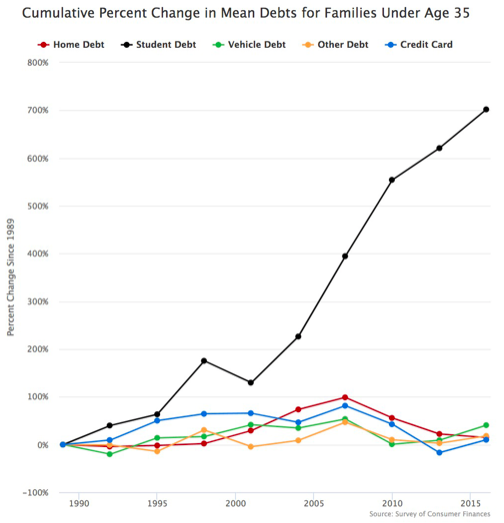 Cumulative Percent Change in Mean Debts for Families Under Age 35
Home Debt Student Debt Vehicle Debt Other Debt Credit Card
800%
700%
600%
500%
400%
300%
200%
100%
0%
−100%
Percent Change Since 1989
1990 1995 2000 2005 2010 2015
Source: Survey of Consumer Finances